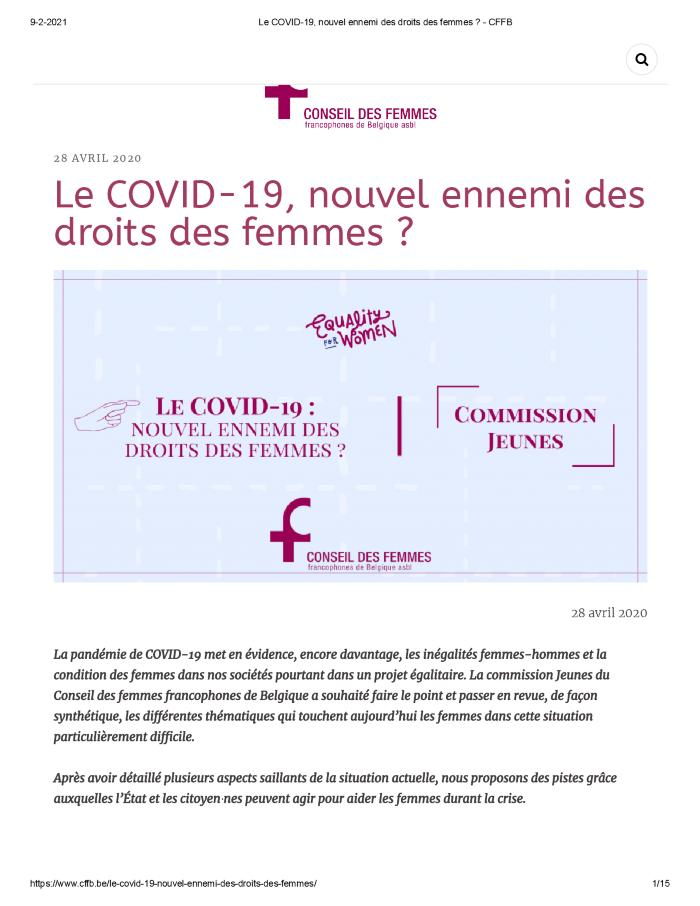 9-2-2021
Le COVID-19, nouvel ennemi des droits des femmes ? - CFFB
CONSEIL DES FEMMES
francophones de Belgique asbl
28 AVRIL 2020
Le COVID-19, nouvel ennemi des
droits des femmes ?
EQUALITY
FOR WOMEN
LE COVID-19 :
NOUVEL ENNEMI DES
DROITS DES FEMMES ?
COMMISSION
JEUNES
CONSEIL DES FEMMES
francophones de Belgique asbl
28 avril 2020
La pandémie de COVID-19 met en évidence, encore davantage, les inégalités femmes-hommes et la
condition des femmes dans nos sociétés pourtant dans un projet égalitaire. La commission Jeunes du
Conseil des femmes francophones de Belgique a souhaité faire le point et passer en revue, de façon
synthétique, les différentes thématiques qui touchent aujourd’hui les femmes dans cette situation
particulièrement difficile.
Après avoir détaillé plusieurs aspects saillants de la situation actuelle, nous proposons des pistes grâce
auxquelles l’État et les citoyen·nes peuvent agir pour aider les femmes durant la crise.
https://www.cffb.be/le-covid-19-nouvel-ennemi-des-droits-des-femmes/
1/15